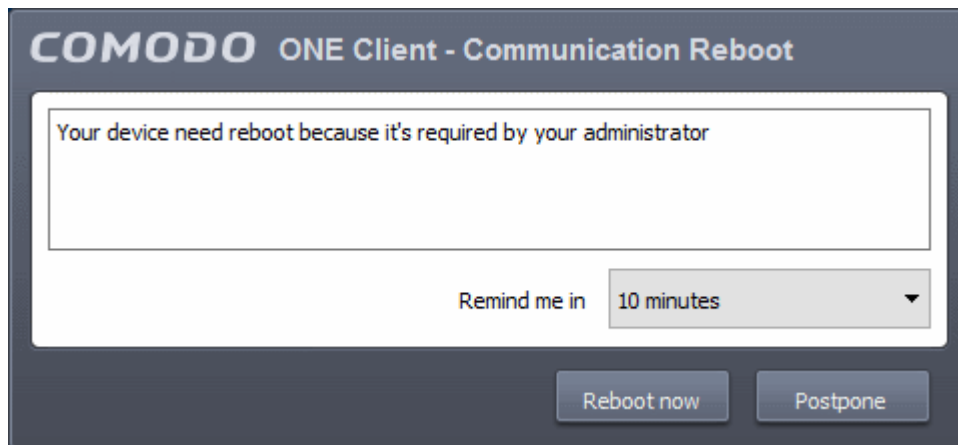 COMODO ONE Client - Communication Reboot
Your device need reboot because it's required by your administrator
Remind me in 10 minutes
Reboot now Postpone